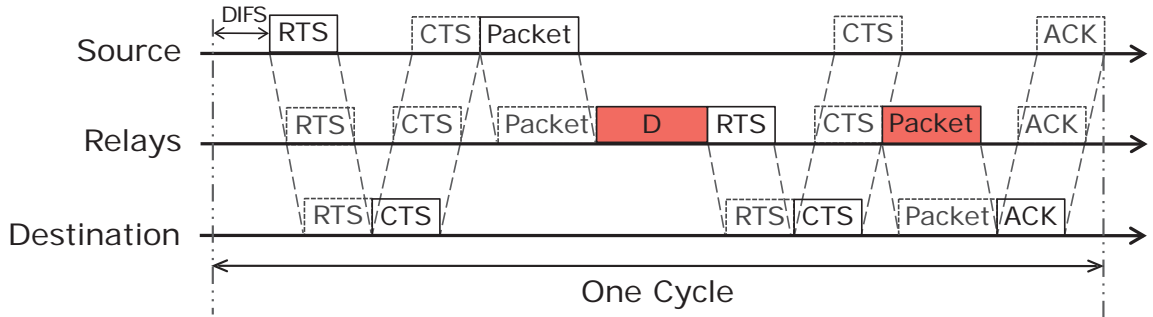 DIFS
RTS CTS Packet CTS ACK
Source
RTS CTS Packet D RTS CTS Packet ACK
Relays
RTS CTS RTS CTS Packet ACK
Destination
One Cycle